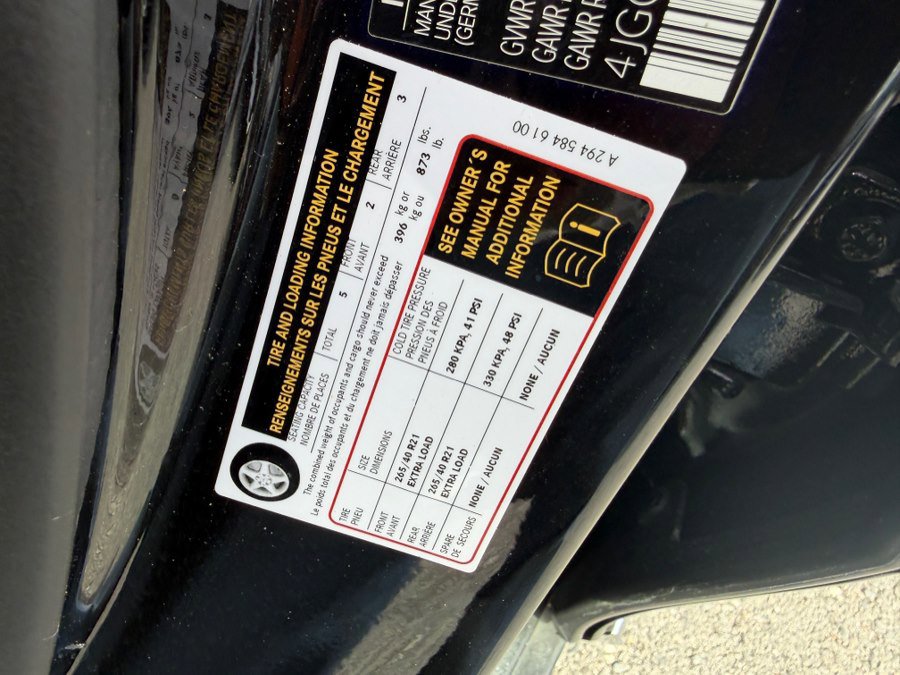 MAN
UND
(GERM
GVWR
GAWR F
GAWR R
4JG
A 294 584 61 00
TIRE AND LOADING INFORMATION
RENSEIGNEMENTS SUR LES PNEUS ET LE CHARGEMENT
SEATING CAPACITY
NOMBRE DE PLACES
TOTAL 5
FRONT
AVANT
2
REAR
ARRIÈRE
3
The combined weight of occupants and cargo should never exceed
Le poids total des occupants et du chargement ne doit jamais dépasser
396
kg or
kg ou
873
lbs.
lb.
TIRE
PNEU
SIZE
DIMENSIONS
COLD TIRE PRESSURE
PRESSION DES
PNEUS À FROID
FRONT
AVANT
265/40 R21
EXTRA LOAD
280 KPA, 41 PSI
REAR
ARRIÈRE
265/40 R21
EXTRA LOAD
330 KPA, 48 PSI
SPARE
DE SECOURS
NONE / AUCUN
NONE / AUCUN
SEE OWNER'S
MANUAL FOR
ADDITIONAL
INFORMATION